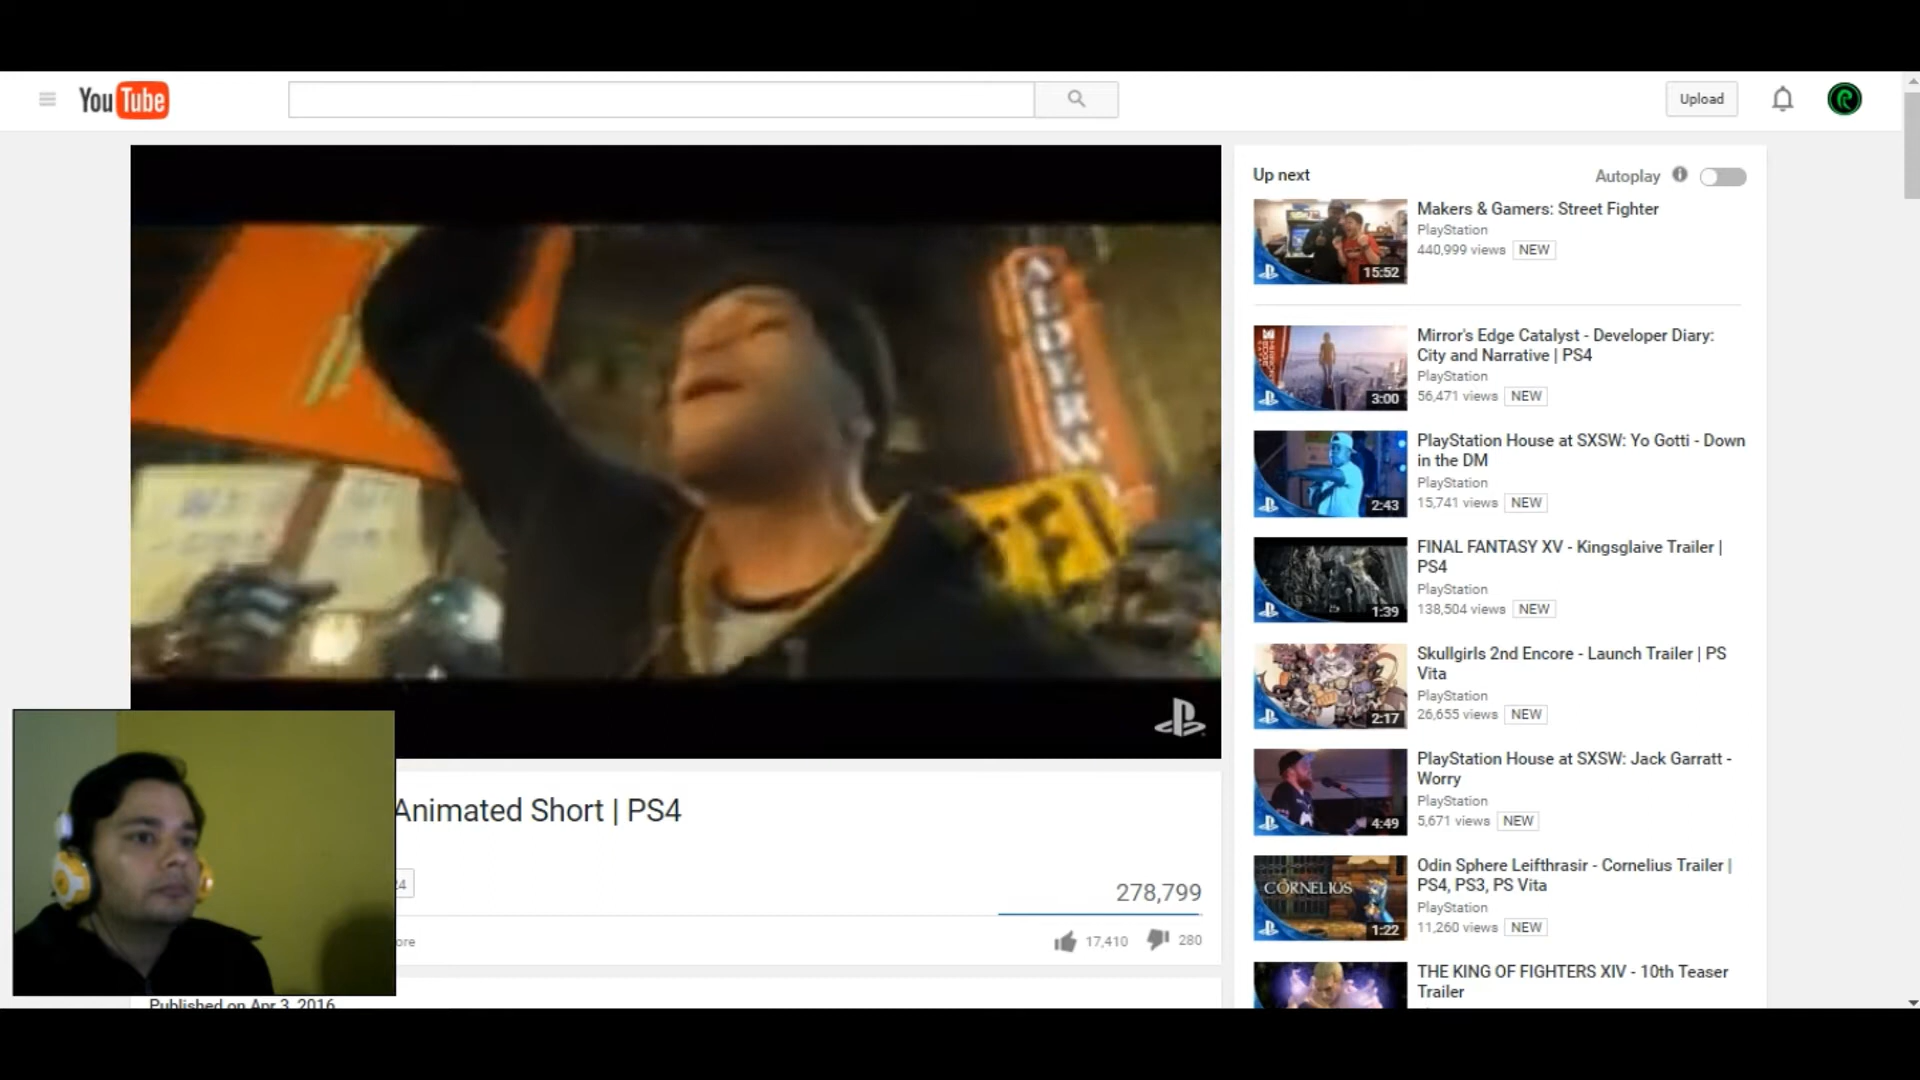 YouTube
Upload
Up next
Autoplay
Makers & Gamers: Street Fighter
PlayStation
440,999 views NEW
15:52
Mirror's Edge Catalyst - Developer Diary:
City and Narrative | PS4
PlayStation
56,471 views NEW
3:00
PlayStation House at SXSW: Yo Gotti - Down
in the DM
PlayStation
15,741 views NEW
2:43
FINAL FANTASY XV - Kingsglaive Trailer |
PS4
PlayStation
138,504 views NEW
1:39
Skullgirls 2nd Encore - Launch Trailer | PS
Vita
PlayStation
26,655 views NEW
2:17
PlayStation House at SXSW: Jack Garratt -
Worry
PlayStation
5,671 views NEW
4:49
Odin Sphere Leifthrasir - Cornelius Trailer |
PS4, PS3, PS Vita
PlayStation
11,260 views NEW
CORNELIUS
1:22
THE KING OF FIGHTERS XIV - 10th Teaser
Trailer
Animated Short | PS4
278,799
17,410 280
ore
Published on Apr 3, 2016